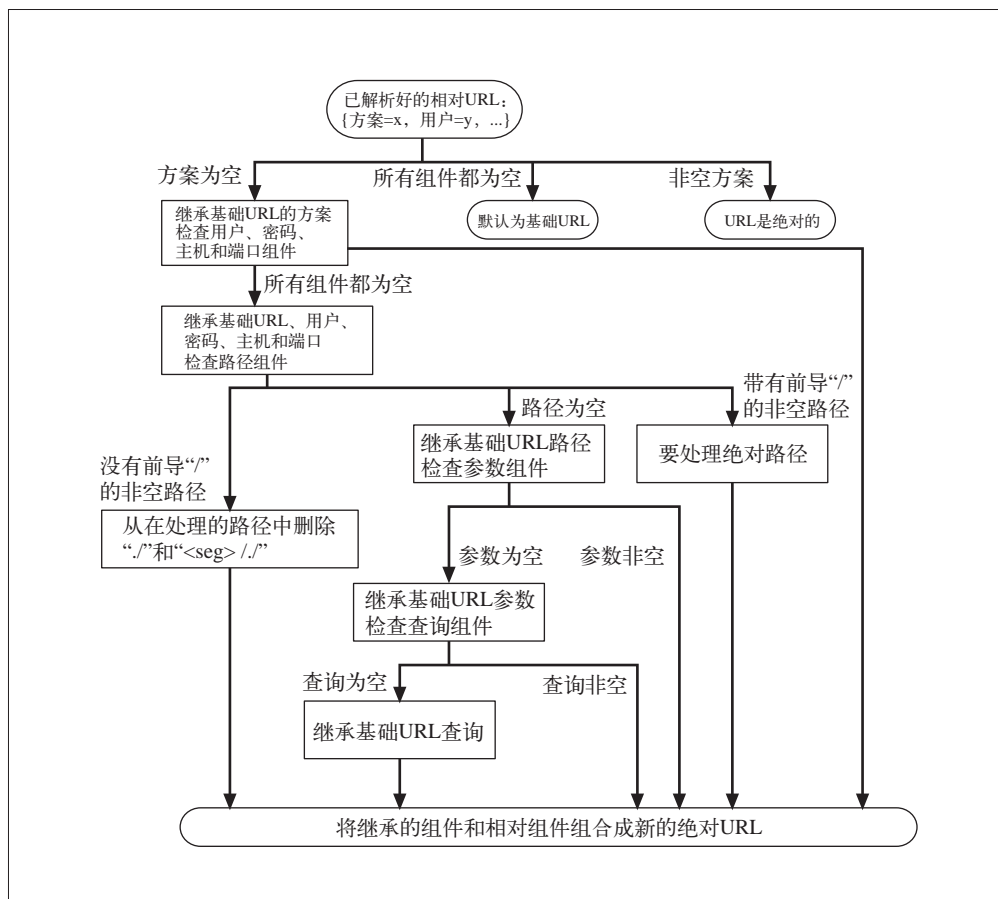 已解析好的相对URL：
{方案=x，用户=y，...}
方案为空
所有组件都为空
非空方案
继承基础URL的方案
检查用户、密码、
主机和端口组件
默认为基础URL
URL是绝对的
所有组件都为空
继承基础URL、用户、
密码、主机和端口
检查路径组件
没有前导“/”
的非空路径
路径为空
带有前导“/”
的非空路径
从在处理的路径中删除
“./”和“<seg> /./”
继承基础URL路径
检查参数组件
要处理绝对路径
参数为空
参数非空
继承基础URL参数
检查查询组件
查询为空
查询非空
继承基础URL查询
将继承的组件和相对组件组合成新的绝对URL